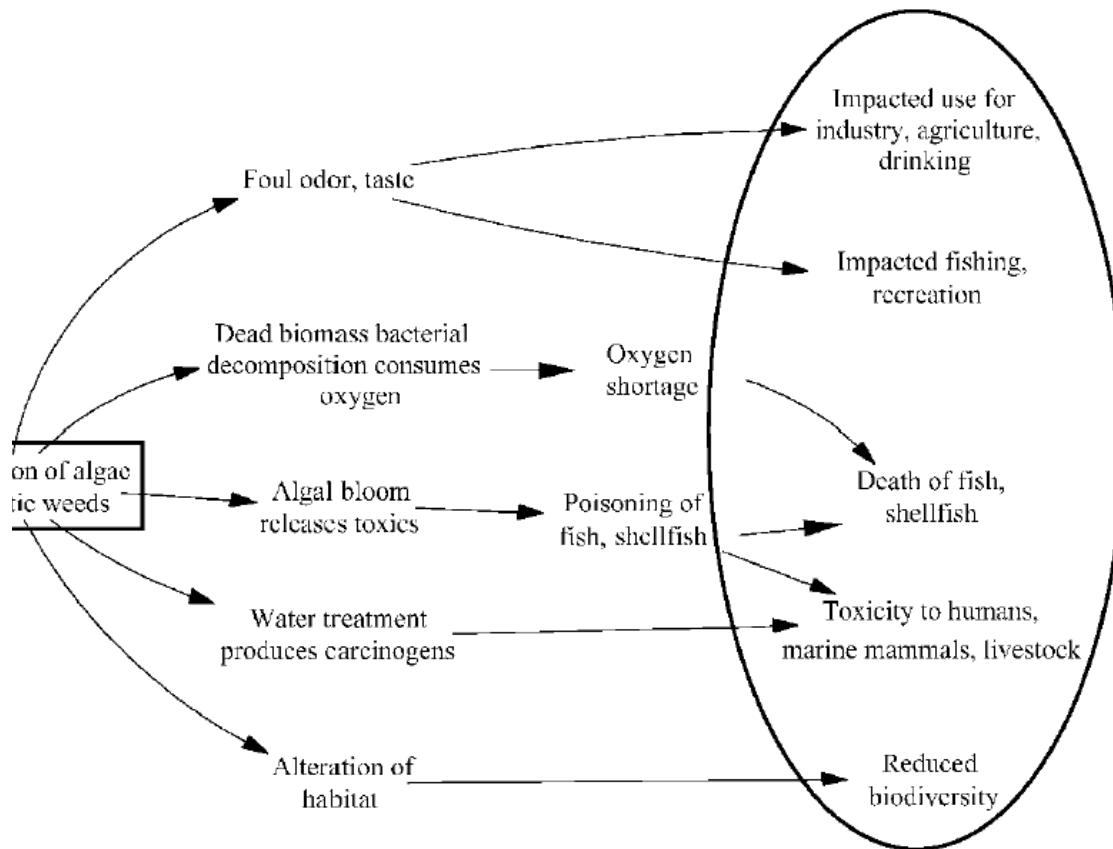 Impacted use for
industry, agriculture,
drinking
Foul odor, taste
Impacted fishing,
recreation
Dead biomass bacterial
decomposition consumes
oxygen
Oxygen
shortage
on of algae
tic weeds
Algal bloom
releases toxics
Poisoning of
fish, shellfish
Death of fish,
shellfish
Water treatment
produces carcinogens
Toxicity to humans,
marine mammals, livestock
Alteration of
habitat
Reduced
biodiversity